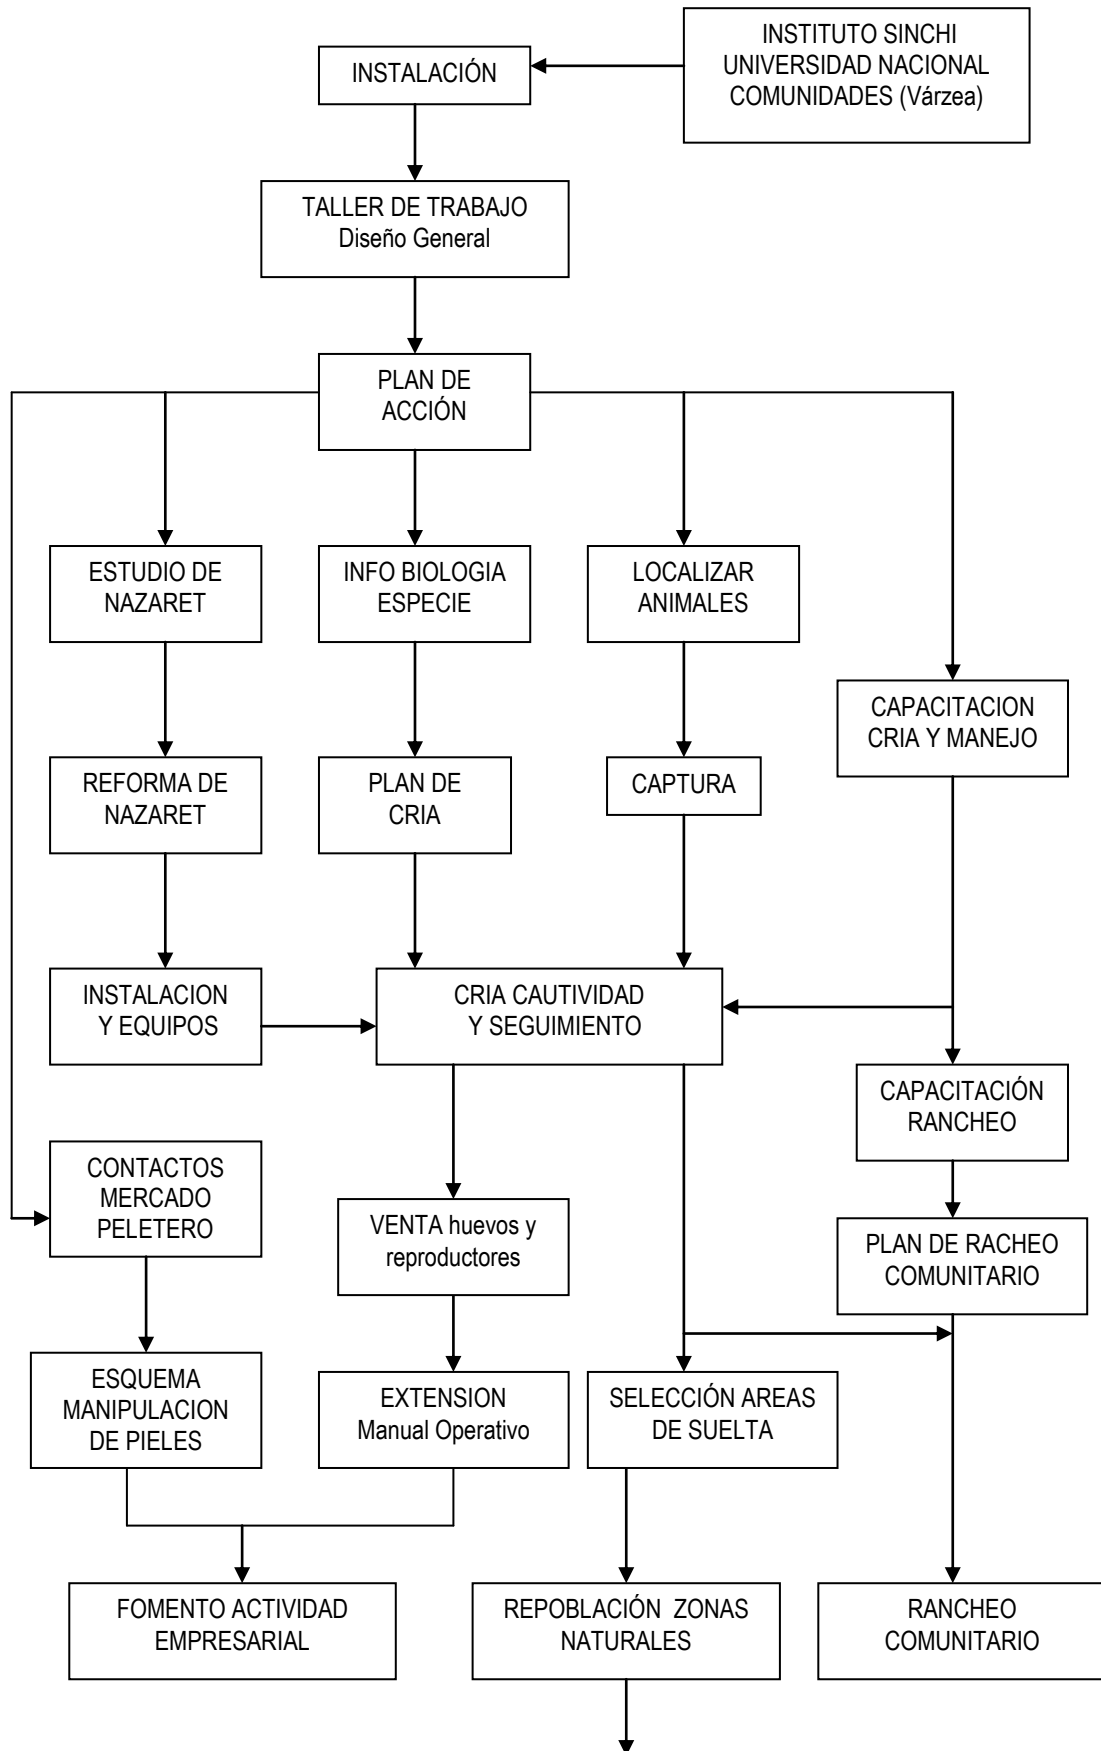 INSTITUTO SINCHI
UNIVERSIDAD NACIONAL
COMUNIDADES (Várzea)
INSTALACIÓN
TALLER DE TRABAJO
Diseño General
PLAN DE
ACCIÓN
ESTUDIO DE
NAZARET
INFO BIOLOGIA
ESPECIE
LOCALIZAR
ANIMALES
CAPACITACION
CRIA Y MANEJO
REFORMA DE
NAZARET
PLAN DE
CRIA
CAPTURA
INSTALACION
Y EQUIPOS
CRIA CAUTIVIDAD
Y SEGUIMIENTO
CAPACITACIÓN
RANCHEO
CONTACTOS
MERCADO
PELETERO
VENTA huevos y
reproductores
PLAN DE RACHEO
COMUNITARIO
ESQUEMA
MANIPULACION
DE PIELES
EXTENSION
Manual Operativo
SELECCIÓN AREAS
DE SUELTA
FOMENTO ACTIVIDAD
EMPRESARIAL
REPOBLACIÓN ZONAS
NATURALES
RANCHEO
COMUNITARIO